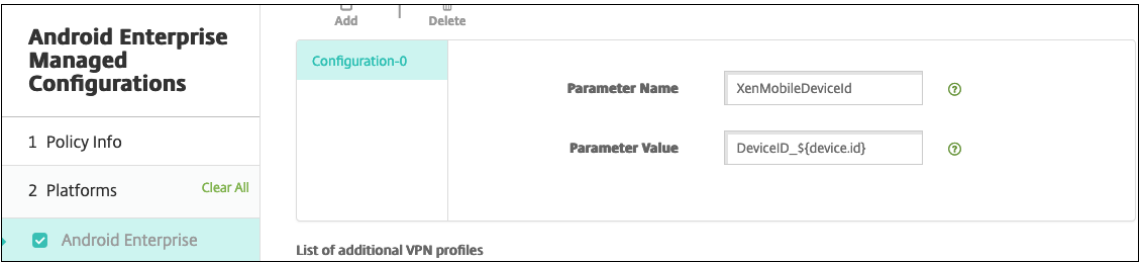 Add
Delete
Android Enterprise
Managed
Configurations
Configuration-0
Parameter Name
XenMobileDeviceId
?
1 Policy Info
Parameter Value
DeviceID_${device.id}
?
2 Platforms
Clear All
Android Enterprise
List of additional VPN profiles